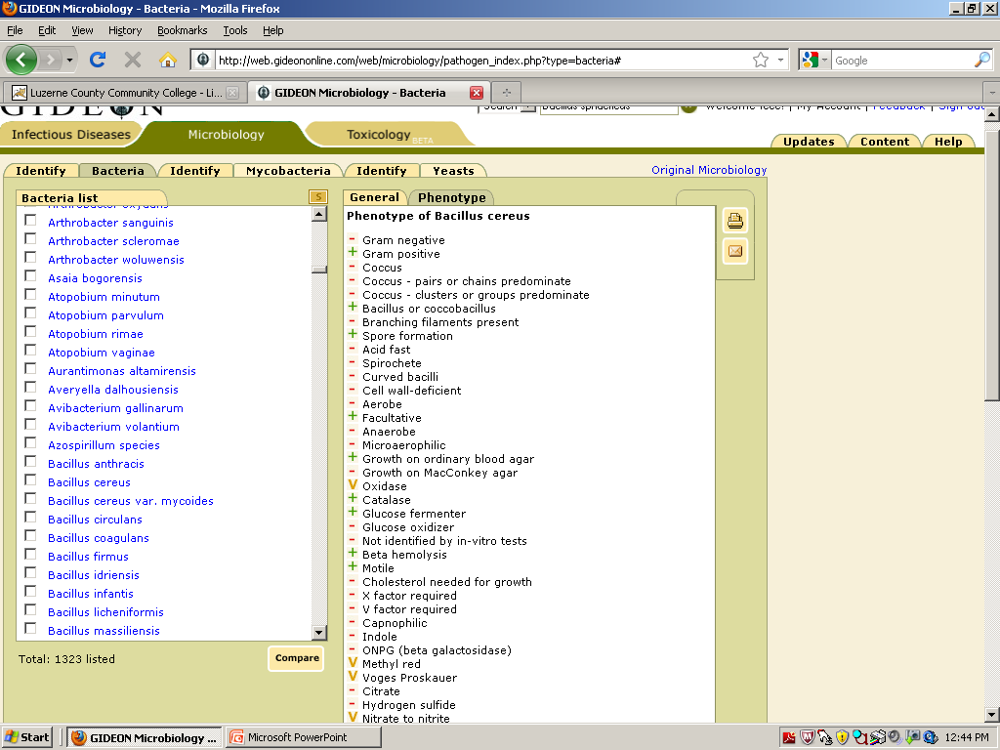 GIDEON Microbiology - Bacteria - Mozilla Firefox
File Edit View History Bookmarks Tools Help
http://web.gideononline.com/web/microbiology/pathogen_index.php?type=bacteria#
Google
Luzerne County Community College - Li...
GIDEON Microbiology - Bacteria
GIDEON
Search
Bacillus sphaericus
Welcome lccc! | My Account | Feedback | Sign out
Infectious Diseases
Microbiology
Toxicology BETA
Updates
Content
Help
Identify
Bacteria
Identify
Mycobacteria
Identify
Yeasts
Original Microbiology
Bacteria list
S
Arthrobacter oxydans
Arthrobacter sanguinis
Arthrobacter scleromae
Arthrobacter woluwensis
Asaia bogorensis
Atopobium minutum
Atopobium parvulum
Atopobium rimae
Atopobium vaginae
Aurantimonas altamirensis
Averyella dalhousiensis
Avibacterium gallinarum
Avibacterium volantium
Azospirillum species
Bacillus anthracis
Bacillus cereus
Bacillus cereus var. mycoides
Bacillus circulans
Bacillus coagulans
Bacillus firmus
Bacillus idriensis
Bacillus infantis
Bacillus licheniformis
Bacillus massiliensis
Total: 1323 listed
Compare
General
Phenotype
Phenotype of Bacillus cereus
- Gram negative
+ Gram positive
- Coccus
- Coccus - pairs or chains predominate
- Coccus - clusters or groups predominate
+ Bacillus or coccobacillus
- Branching filaments present
+ Spore formation
- Acid fast
- Spirochete
- Curved bacilli
- Cell wall-deficient
- Aerobe
+ Facultative
- Anaerobe
- Microaerophilic
+ Growth on ordinary blood agar
- Growth on MacConkey agar
V Oxidase
+ Catalase
+ Glucose fermenter
- Glucose oxidizer
- Not identified by in-vitro tests
+ Beta hemolysis
+ Motile
- Cholesterol needed for growth
- X factor required
- V factor required
- Capnophilic
- Indole
- ONPG (beta galactosidase)
V Methyl red
V Voges Proskauer
- Citrate
- Hydrogen sulfide
V Nitrate to nitrite
Start
GIDEON Microbiology ...
Microsoft PowerPoint
12:44 PM